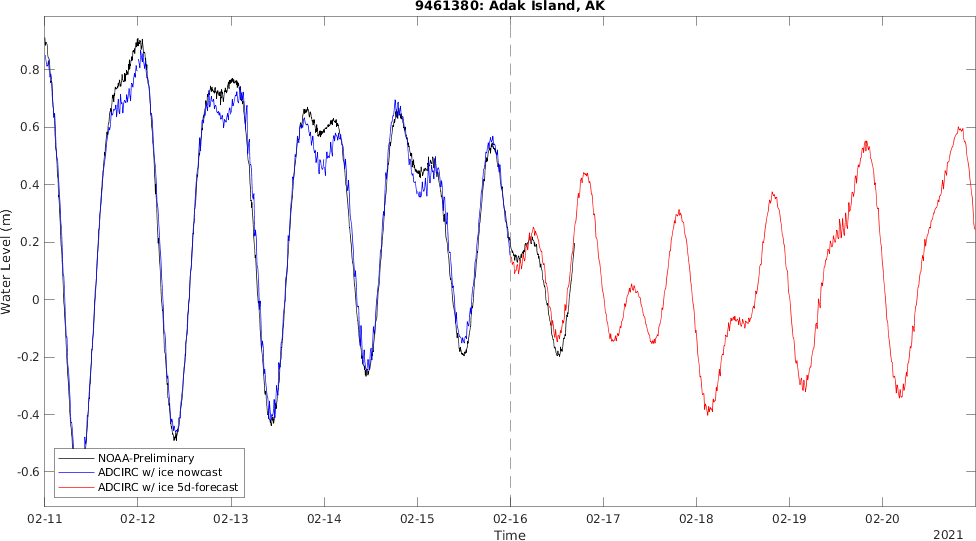 9461380: Adak Island, AK
Water Level (m)
0.8
0.6
0.4
0.2
0
-0.2
-0.4
-0.6
NOAA-Preliminary
ADCIRC w/ ice nowcast
ADCIRC w/ ice 5d-forecast
02-11 02-12 02-13 02-14 02-15 02-16 02-17 02-18 02-19 02-20
Time
2021